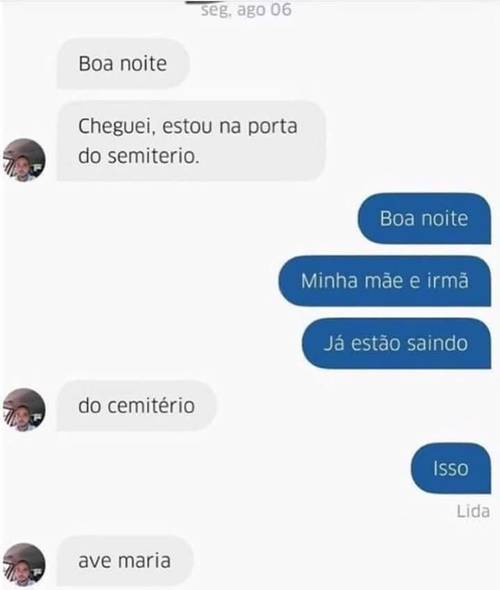 seg, ago 06
Boa noite
Cheguei, estou na porta
do semiterio.
Boa noite
Minha mãe e irmã
Já estão saindo
do cemitério
Isso
Lida
ave maria